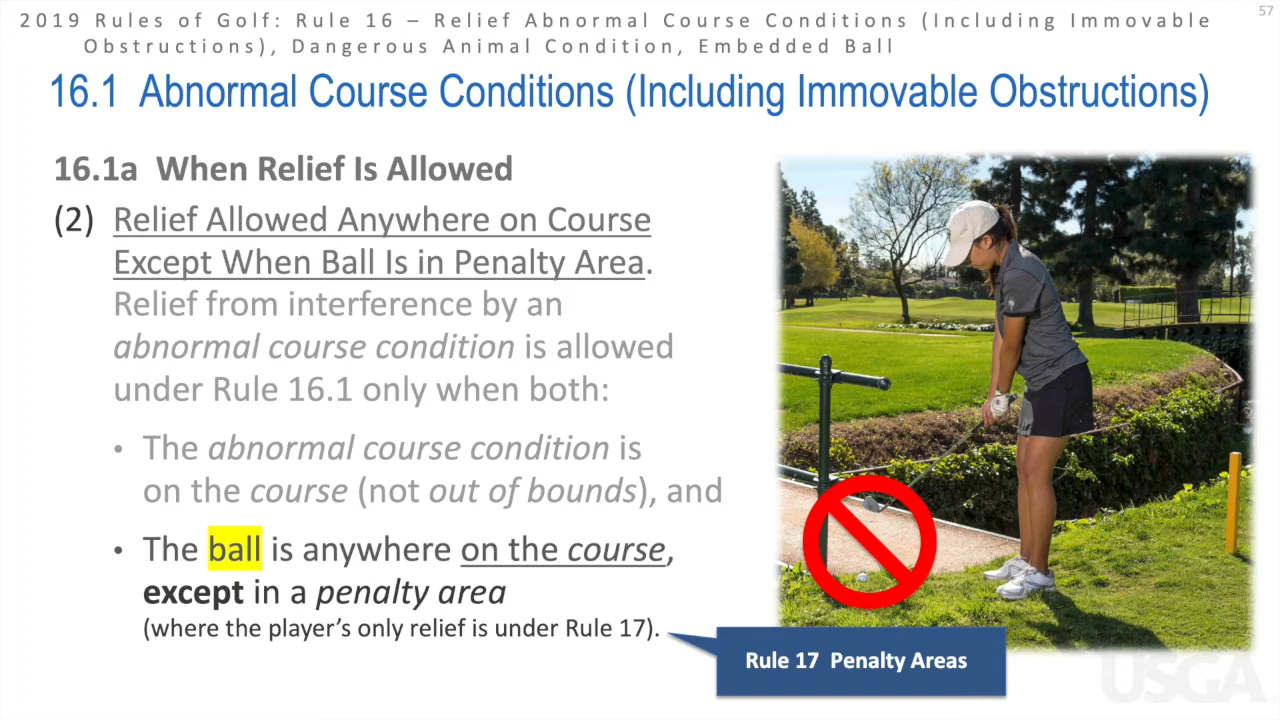 57
2019 Rules of Golf: Rule 16 – Relief Abnormal Course Conditions (Including Immovable
Obstructions), Dangerous Animal Condition, Embedded Ball
16.1 Abnormal Course Conditions (Including Immovable Obstructions)
16.1a When Relief Is Allowed
(2) Relief Allowed Anywhere on Course
Except When Ball Is in Penalty Area.
Relief from interference by an
abnormal course condition is allowed
under Rule 16.1 only when both:
• The abnormal course condition is
on the course (not out of bounds), and
• The ball is anywhere on the course,
except in a penalty area
(where the player’s only relief is under Rule 17).
Rule 17 Penalty Areas
USGA